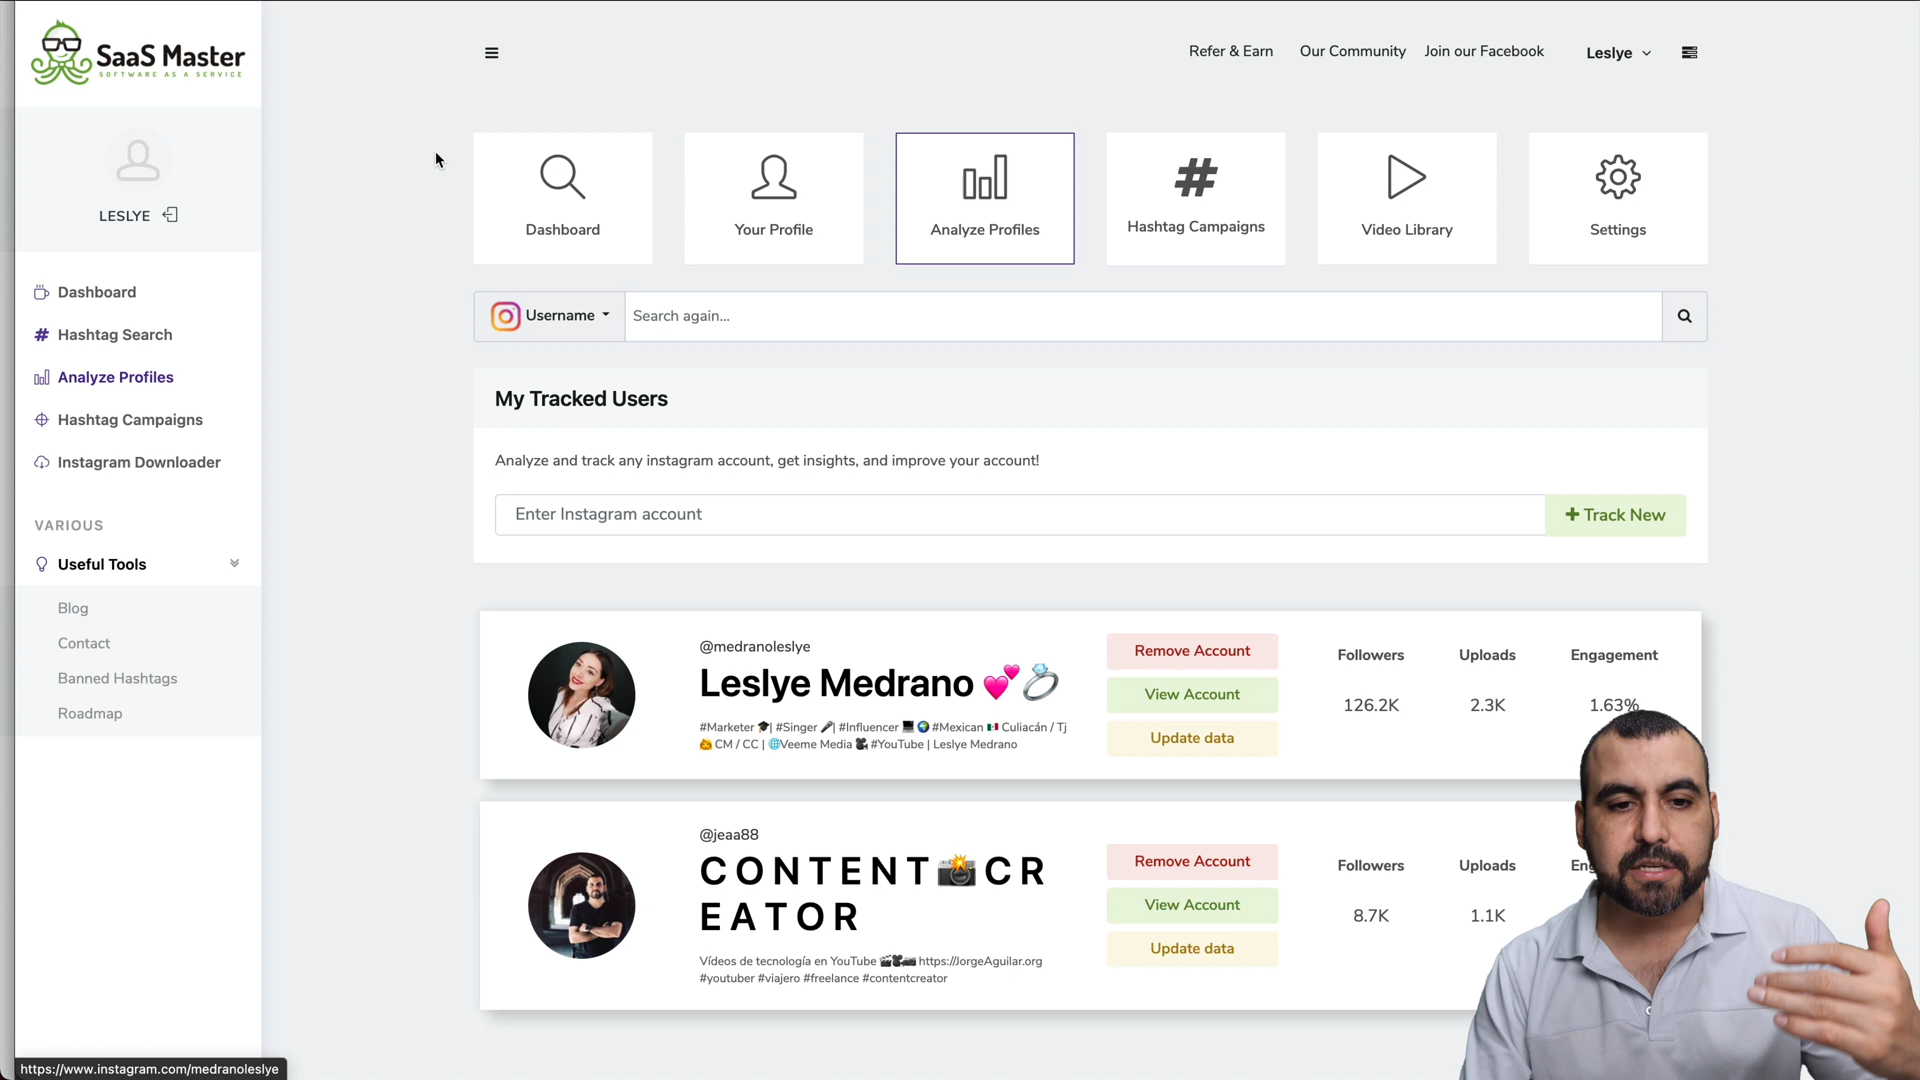 SaaS Master
SOFTWARE AS A SERVICE
Refer & Earn
Our Community
Join our Facebook
Leslye
LESLYE
Dashboard
Your Profile
Analyze Profiles
Hashtag Campaigns
Video Library
Settings
Username
Search again...
Dashboard
Hashtag Search
Analyze Profiles
Hashtag Campaigns
Instagram Downloader
VARIOUS
Useful Tools
Blog
Contact
Banned Hashtags
Roadmap
My Tracked Users
Analyze and track any instagram account, get insights, and improve your account!
Enter Instagram account
+ Track New
@medranoleslye
Leslye Medrano 💕💍
#Marketer 🎓| #Singer 🎤| #Influencer 💻 🌍 #Mexican 🇲🇽 Culiacán / Tj
🙆 CM / CC | 🌐Veeme Media 🎥 #YouTube | Leslye Medrano
Remove Account
View Account
Update data
Followers
Uploads
Engagement
126.2K
2.3K
1.63%
@jeaa88
C O N T E N T 📸 C R
E A T O R
Vídeos de tecnología en YouTube 🎬🎥📷 https://JorgeAguilar.org
#youtuber #viajero #freelance #contentcreator
Remove Account
View Account
Update data
Followers
Uploads
8.7K
1.1K
https://www.instagram.com/medranoleslye